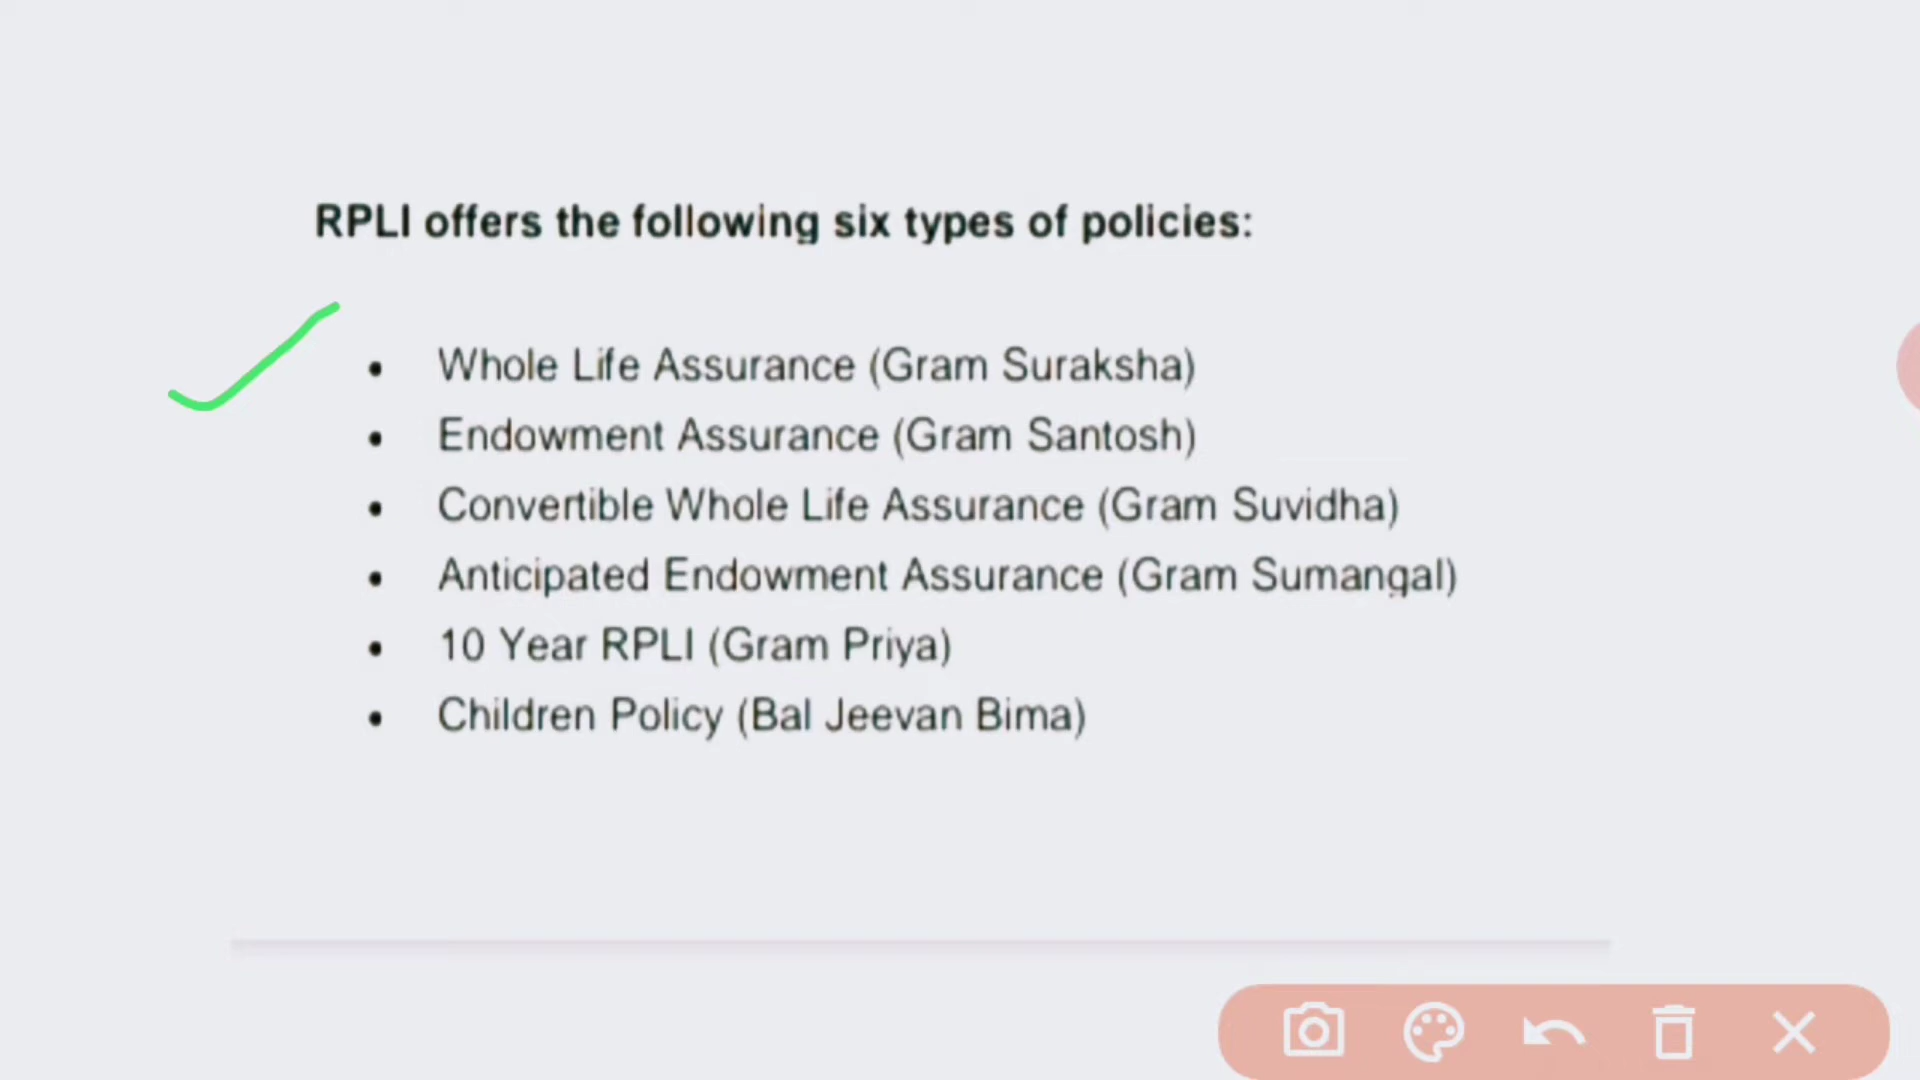 RPLI offers the following six types of policies:
• Whole Life Assurance (Gram Suraksha)
• Endowment Assurance (Gram Santosh)
• Convertible Whole Life Assurance (Gram Suvidha)
• Anticipated Endowment Assurance (Gram Sumangal)
• 10 Year RPLI (Gram Priya)
• Children Policy (Bal Jeevan Bima)